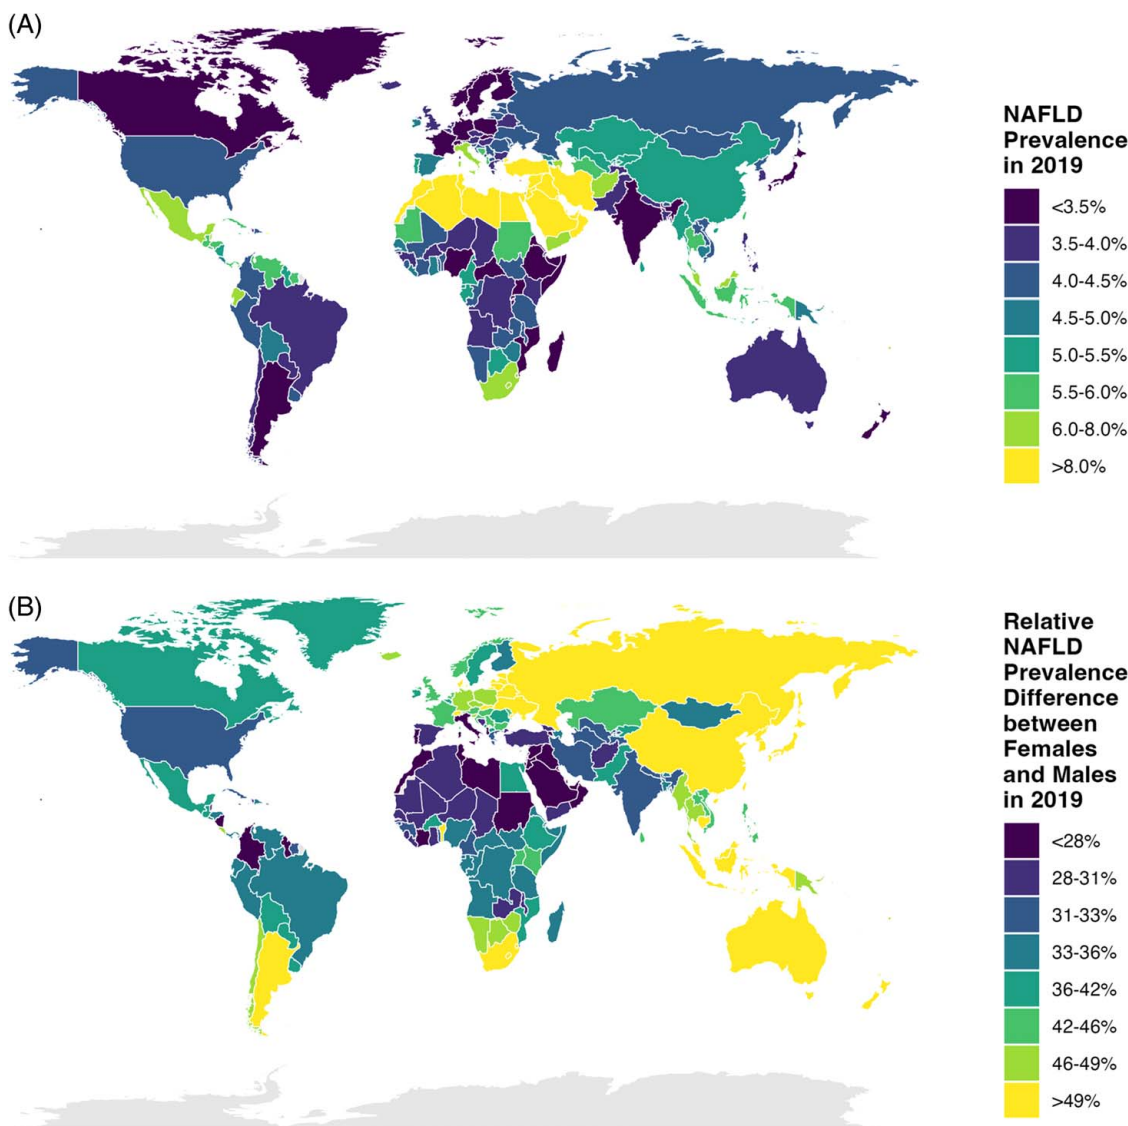 (A)
NAFLD
Prevalence
in 2019
<3.5%
3.5-4.0%
4.0-4.5%
4.5-5.0%
5.0-5.5%
5.5-6.0%
6.0-8.0%
>8.0%
(B)
Relative
NAFLD
Prevalence
Difference
between
Females
and Males
in 2019
<28%
28-31%
31-33%
33-36%
36-42%
42-46%
46-49%
>49%